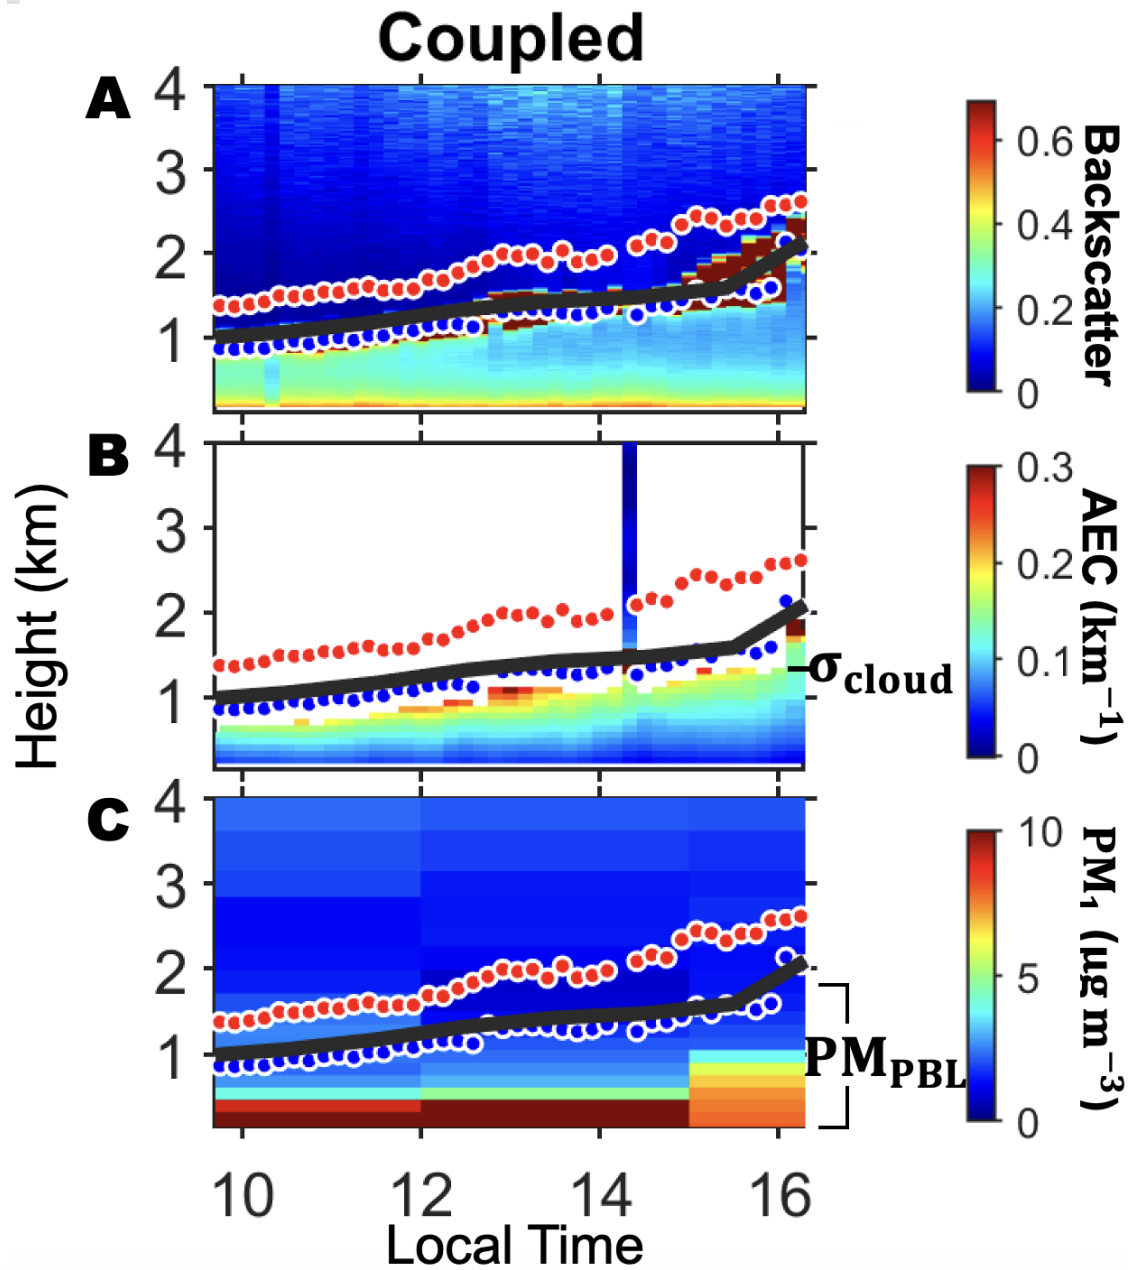 Coupled
A
4
3
2
1
0.6
0.4
0.2
0
Backscatter
B
4
3
2
1
Height (km)
σcloud
0.3
0.2
0.1
0
AEC (km⁻¹)
C
4
3
2
1
PMPBL
10
5
0
PM₁ (μg m⁻³)
10 12 14 16
Local Time